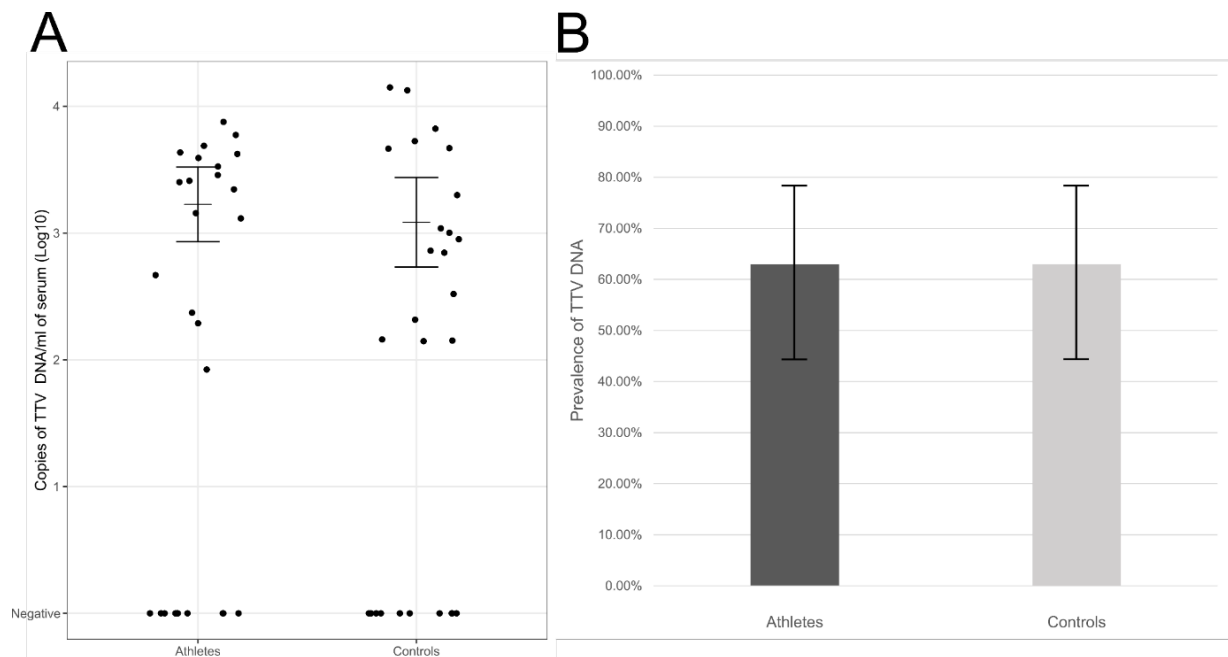 A
Copies of TTV DNA/ml of serum (Log10)
4
3
2
1
Negative
Athletes
Controls
B
Prevalence of TTV DNA
100.00%
90.00%
80.00%
70.00%
60.00%
50.00%
40.00%
30.00%
20.00%
10.00%
0.00%
Athletes
Controls